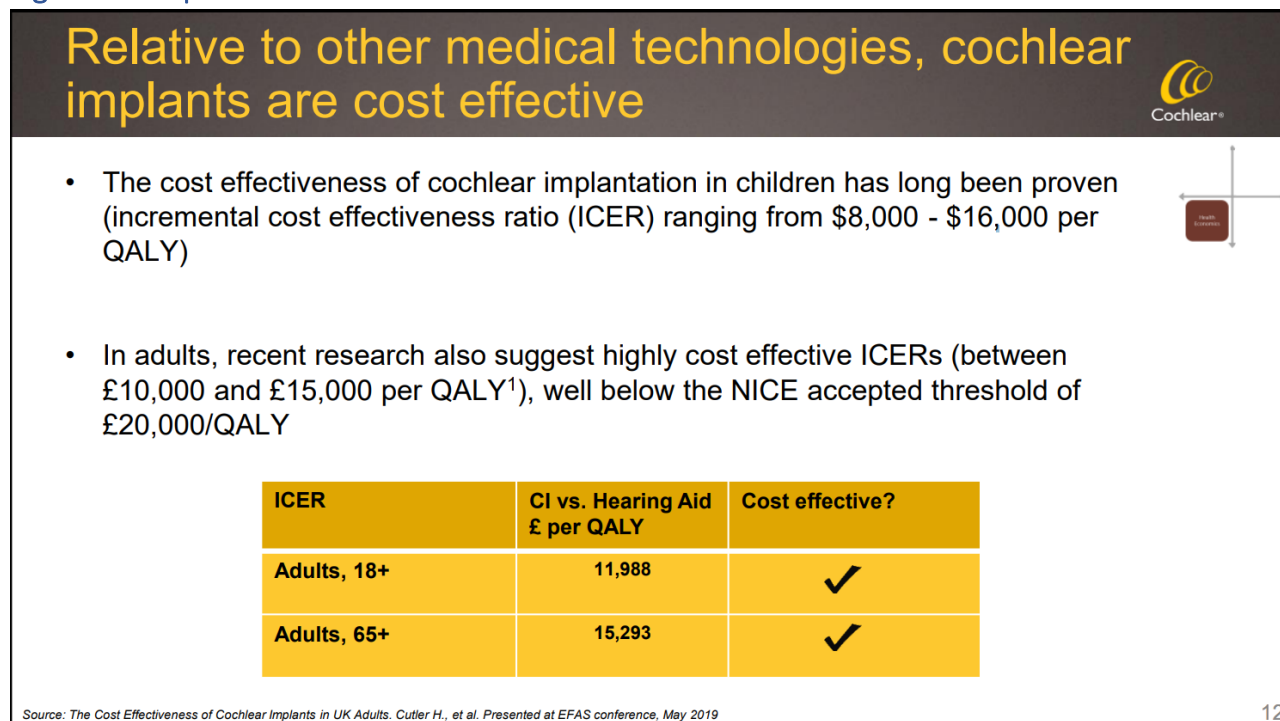 Relative to other medical technologies, cochlear
implants are cost effective
Cochlear®
• The cost effectiveness of cochlear implantation in children has long been proven
(incremental cost effectiveness ratio (ICER) ranging from $8,000 - $16,000 per
QALY)
Health
Economics
• In adults, recent research also suggest highly cost effective ICERs (between
£10,000 and £15,000 per QALY1), well below the NICE accepted threshold of
£20,000/QALY
ICER
CI vs. Hearing Aid
£ per QALY
Cost effective?
Adults, 18+
11,988
✓
Adults, 65+
15,293
✓
Source: The Cost Effectiveness of Cochlear Implants in UK Adults. Cutler H., et al. Presented at EFAS conference, May 2019
12